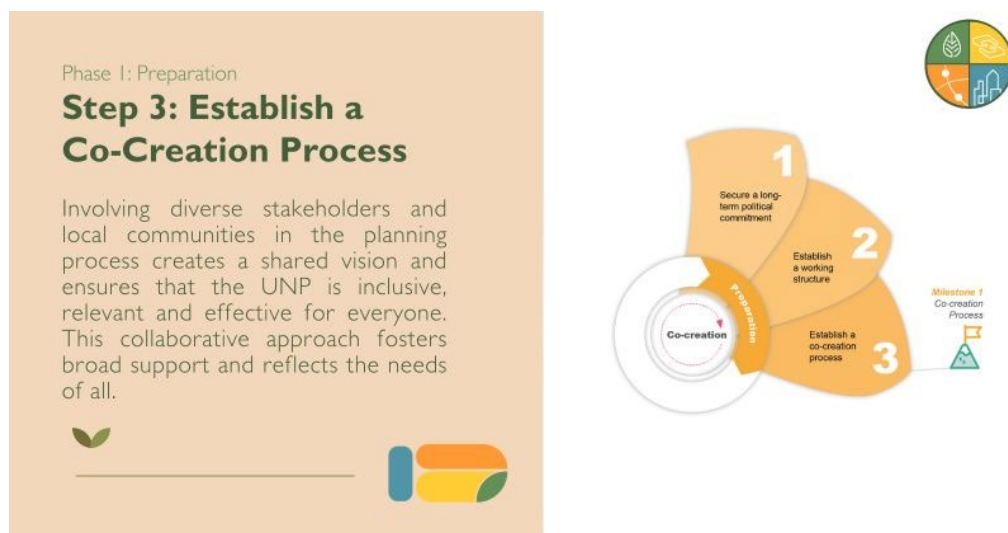 Phase 1: Preparation
Step 3: Establish a
Co-Creation Process
Involving diverse stakeholders and
local communities in the planning
process creates a shared vision and
ensures that the UNP is inclusive,
relevant and effective for everyone.
This collaborative approach fosters
broad support and reflects the needs
of all.
1
Secure a long-
term political
commitment
2
Establish
a working
structure
Preparation
Co-creation
Establish a
co-creation
process
3
Milestone 1
Co-creation
Process